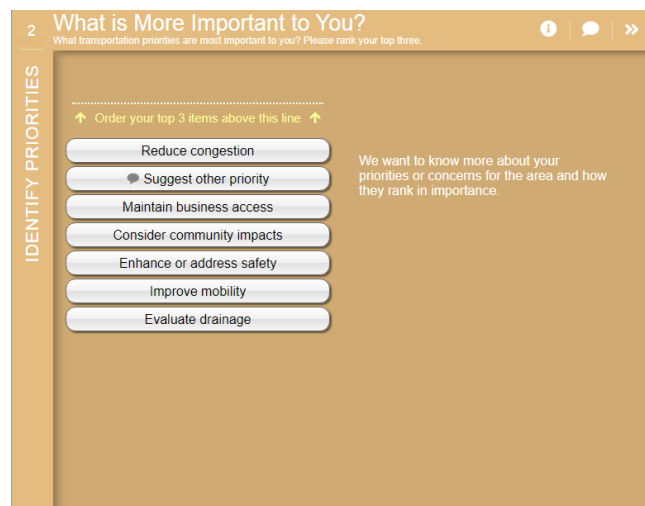 2
What is More Important to You?
What transportation priorities are most important to you? Please rank your top three.
IDENTIFY PRIORITIES
Order your top 3 items above this line
Reduce congestion
Suggest other priority
Maintain business access
Consider community impacts
Enhance or address safety
Improve mobility
Evaluate drainage
We want to know more about your
priorities or concerns for the area and how
they rank in importance.